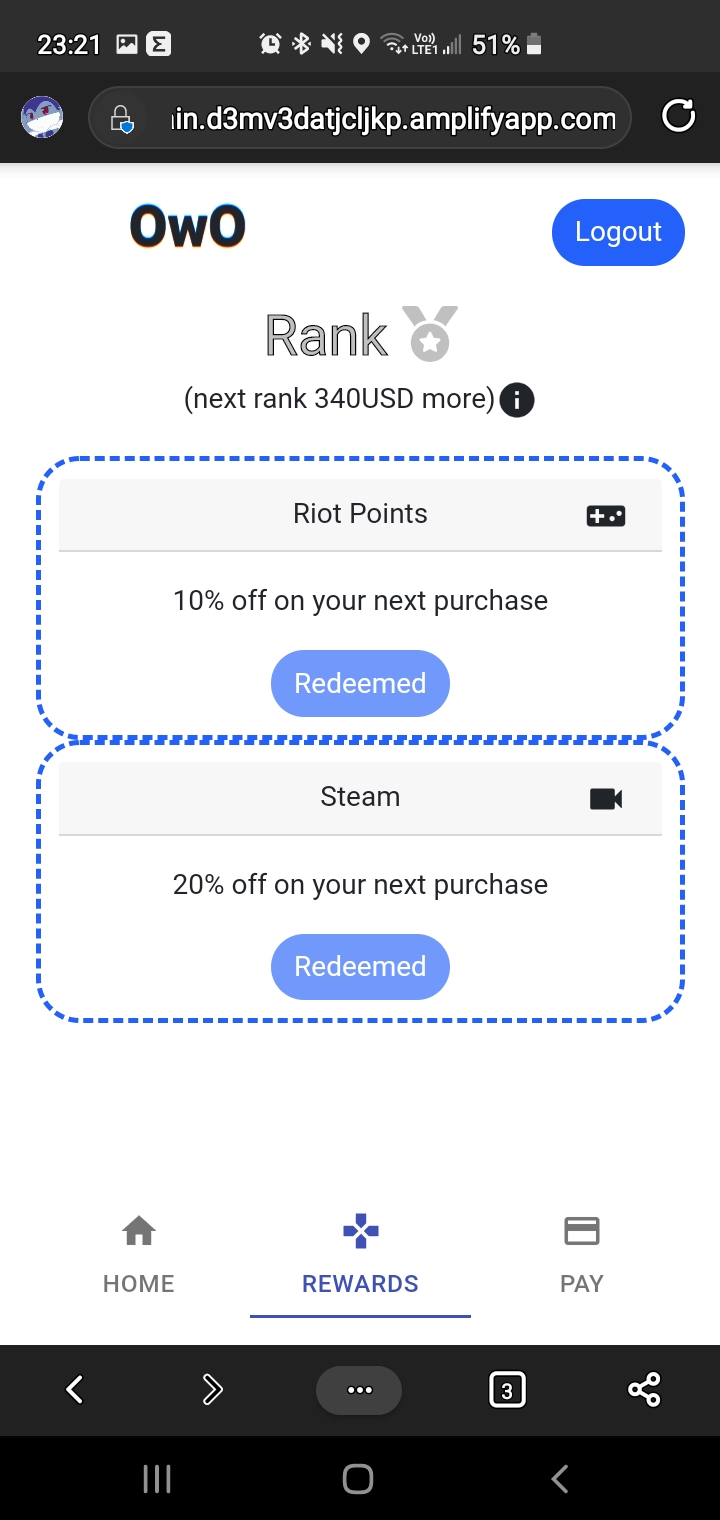 23:21 Vo)) LTE1 51%
in.d3mv3datjcljkp.amplifyapp.com
OwO
Logout
Rank
(next rank 340USD more)
Riot Points
10% off on your next purchase
Redeemed
Steam
20% off on your next purchase
Redeemed
HOME REWARDS PAY
3